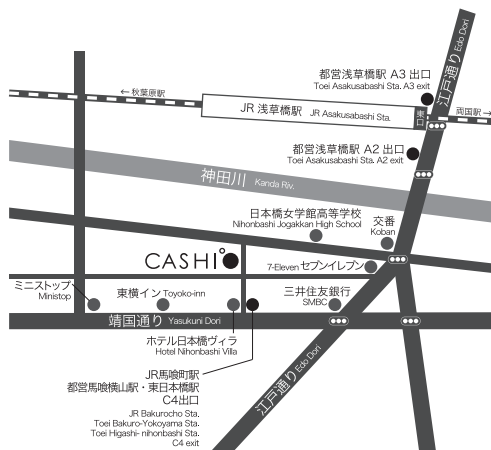 都営浅草橋駅 A3 出口
Toei Asakusabashi Sta. A3 exit
江戸通り Edo Dori
← 秋葉原駅
JR 浅草橋駅 JR Asakusabashi Sta.
東口
両国駅→
都営浅草橋駅 A2 出口
Toei Asakusabashi Sta. A2 exit
神田川 Kanda Riv.
日本橋女学館高等学校
Nihonbashi Jogakkan High School
交番
Koban
CASHI°
7-Eleven セブンイレブン
ミニストップ
Ministop
東横イン Toyoko-inn
三井住友銀行
SMBC
靖国通り Yasukuni Dori
ホテル日本橋ヴィラ
Hotel Nihonbashi Villa
江戸通り Edo Dori
JR馬喰町駅
都営馬喰横山駅・東日本橋駅
C4出口
JR Bakurocho Sta.
Toei Bakuro-Yokoyama Sta.
Toei Higashi- nihonbashi Sta.
C4 exit